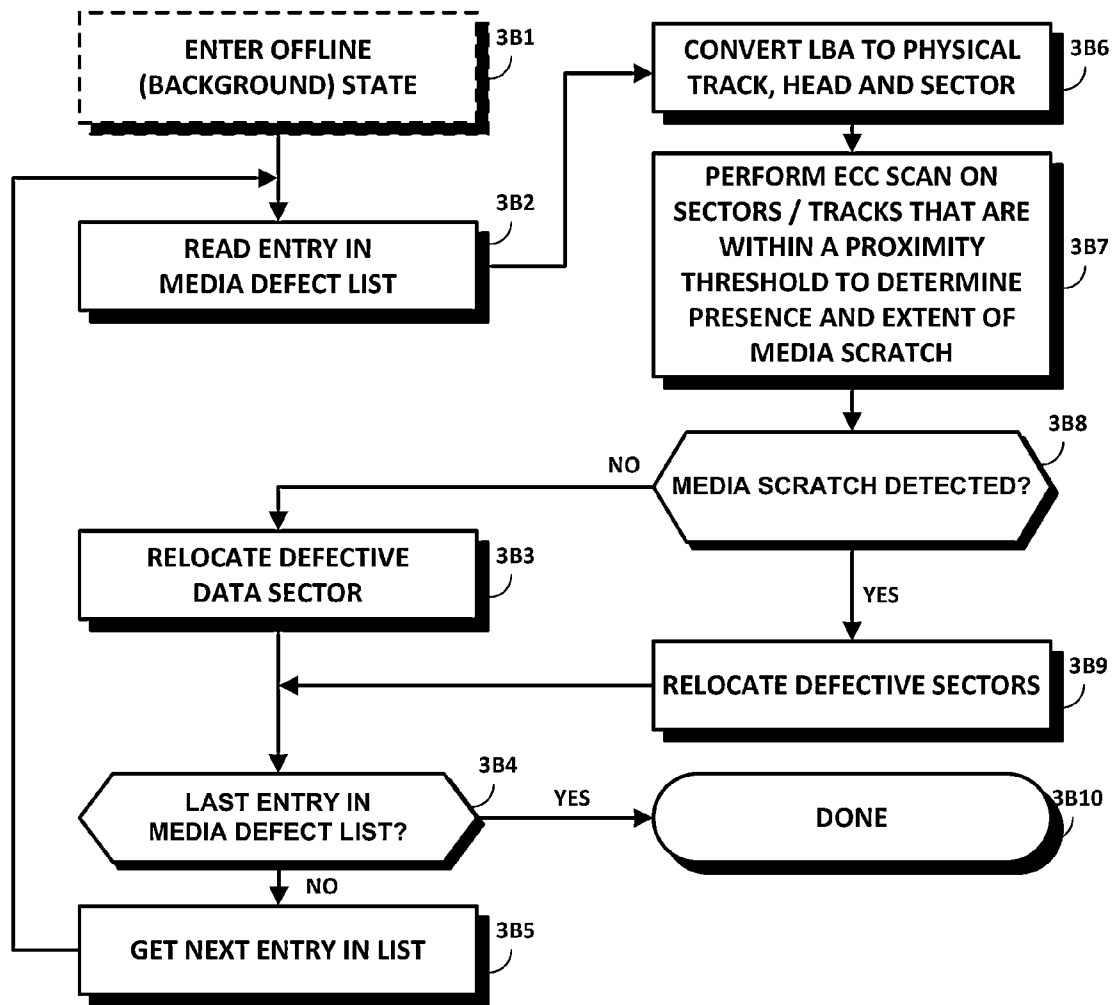 ENTER OFFLINE
(BACKGROUND) STATE
3B1
READ ENTRY IN
MEDIA DEFECT LIST
3B2
CONVERT LBA TO PHYSICAL
TRACK, HEAD AND SECTOR
3B6
PERFORM ECC SCAN ON
SECTORS / TRACKS THAT ARE
WITHIN A PROXIMITY
THRESHOLD TO DETERMINE
PRESENCE AND EXTENT OF
MEDIA SCRATCH
3B7
MEDIA SCRATCH DETECTED?
3B8
NO
YES
RELOCATE DEFECTIVE
DATA SECTOR
3B3
RELOCATE DEFECTIVE SECTORS
3B9
LAST ENTRY IN
MEDIA DEFECT LIST?
3B4
YES
DONE
3B10
NO
GET NEXT ENTRY IN LIST
3B5